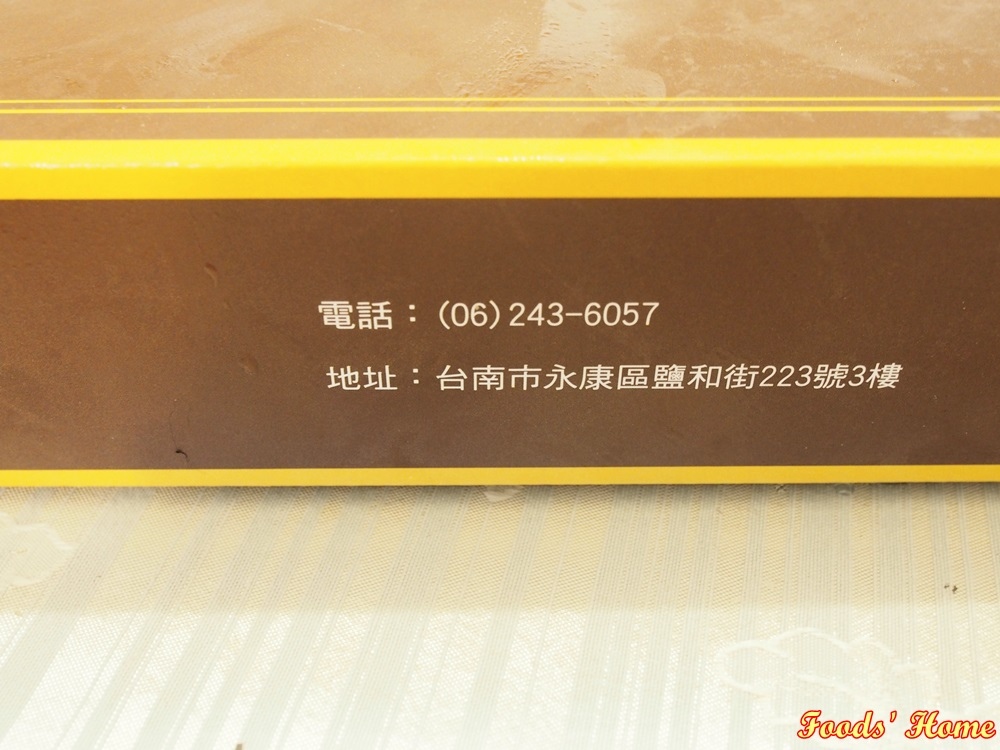 電話：(06)243-6057
地址：台南市永康區鹽和街223號3樓
Foods' Home